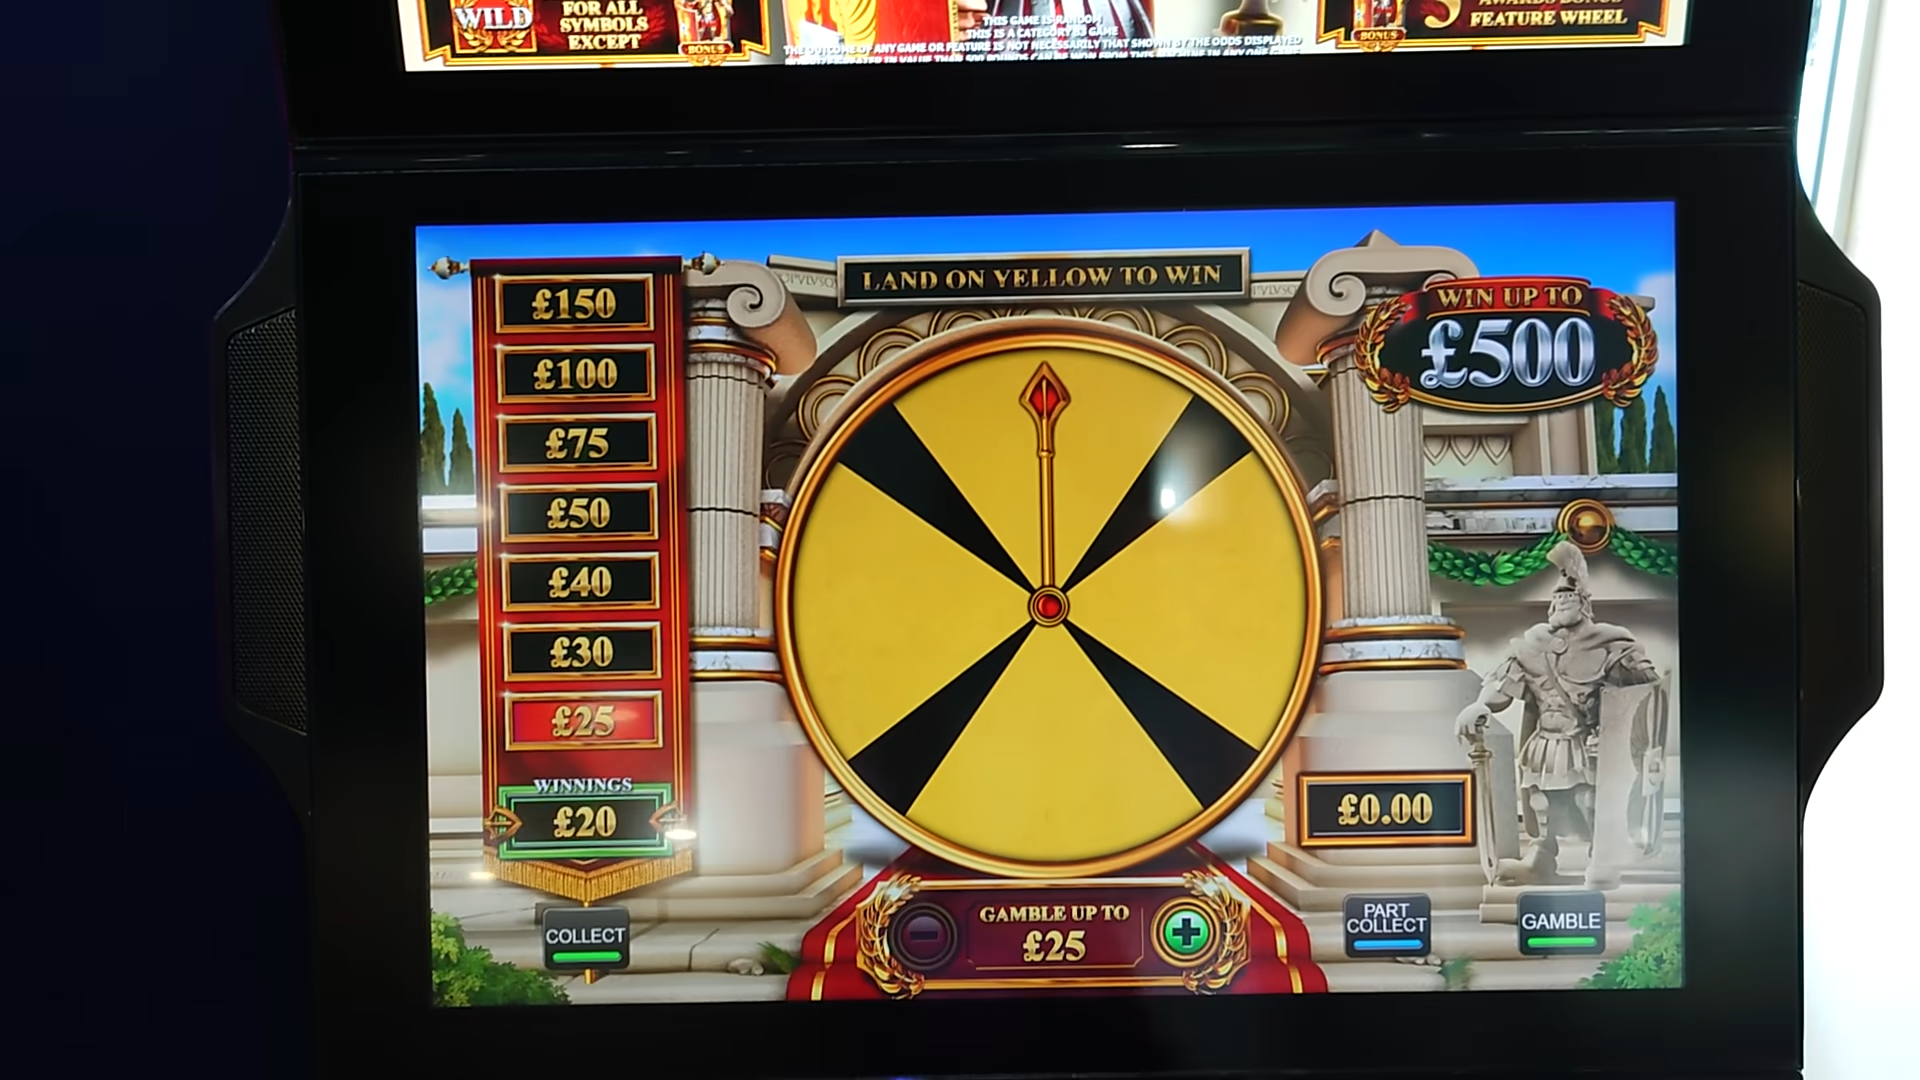 WILD
FOR ALL
SYMBOLS
EXCEPT
BONUS
THIS GAME IS RANDOM
THIS IS A CATEGORY B3 GAME
THE OUTCOME OF ANY GAME OR FEATURE IS NOT NECESSARILY THAT SHOWN BY THE ODDS DISPLAYED
BONUS
AWARDS BONUS
FEATURE WHEEL
LAND ON YELLOW TO WIN
WIN UP TO
£500
£150
£100
£75
£50
£40
£30
£25
WINNINGS
£20
£0.00
COLLECT
GAMBLE UP TO
£25
PART
COLLECT
GAMBLE